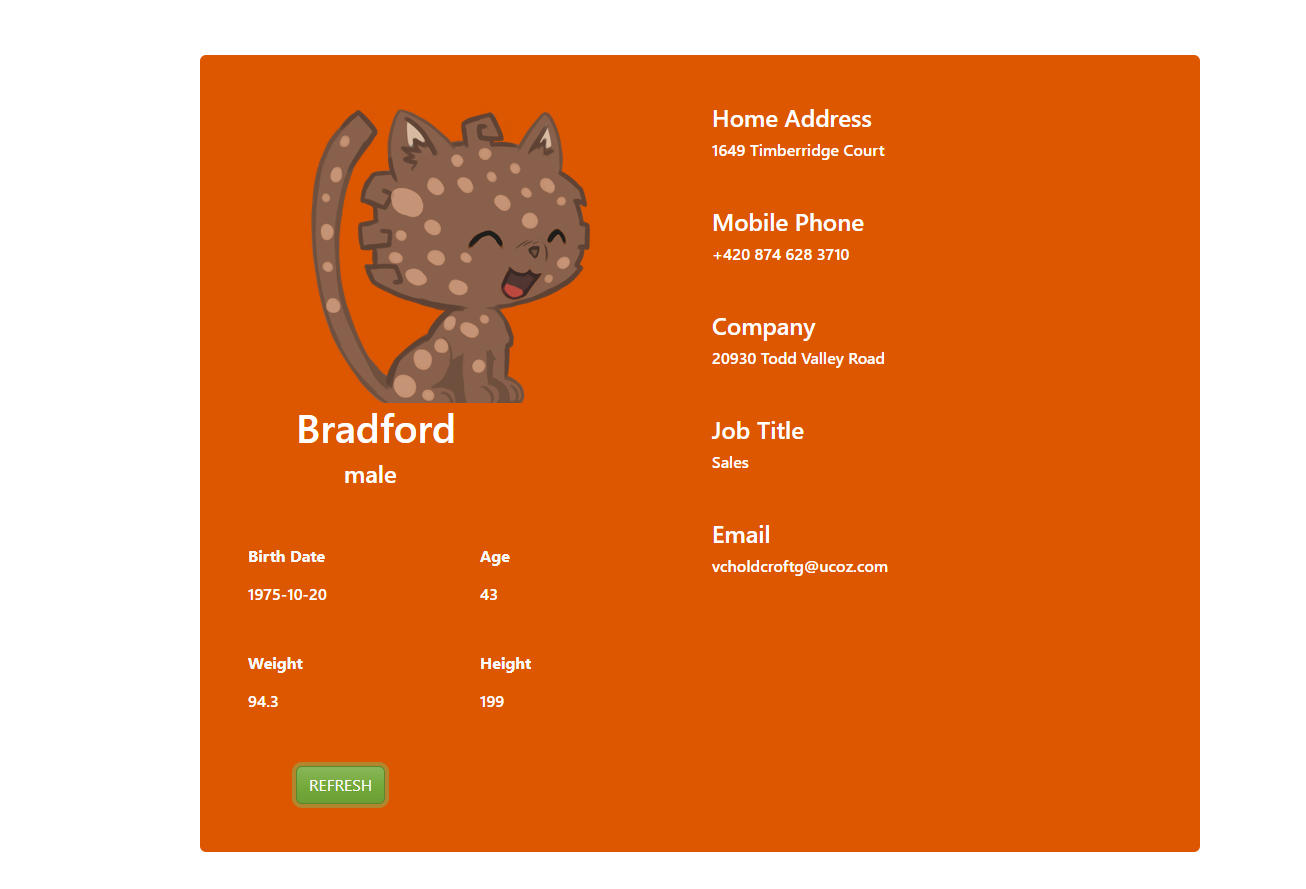 Bradford
male
Birth Date
Age
1975-10-20
43
Weight
Height
94.3
199
REFRESH
Home Address
1649 Timberridge Court
Mobile Phone
+420 874 628 3710
Company
20930 Todd Valley Road
Job Title
Sales
Email
vcholdcroftg@ucoz.com